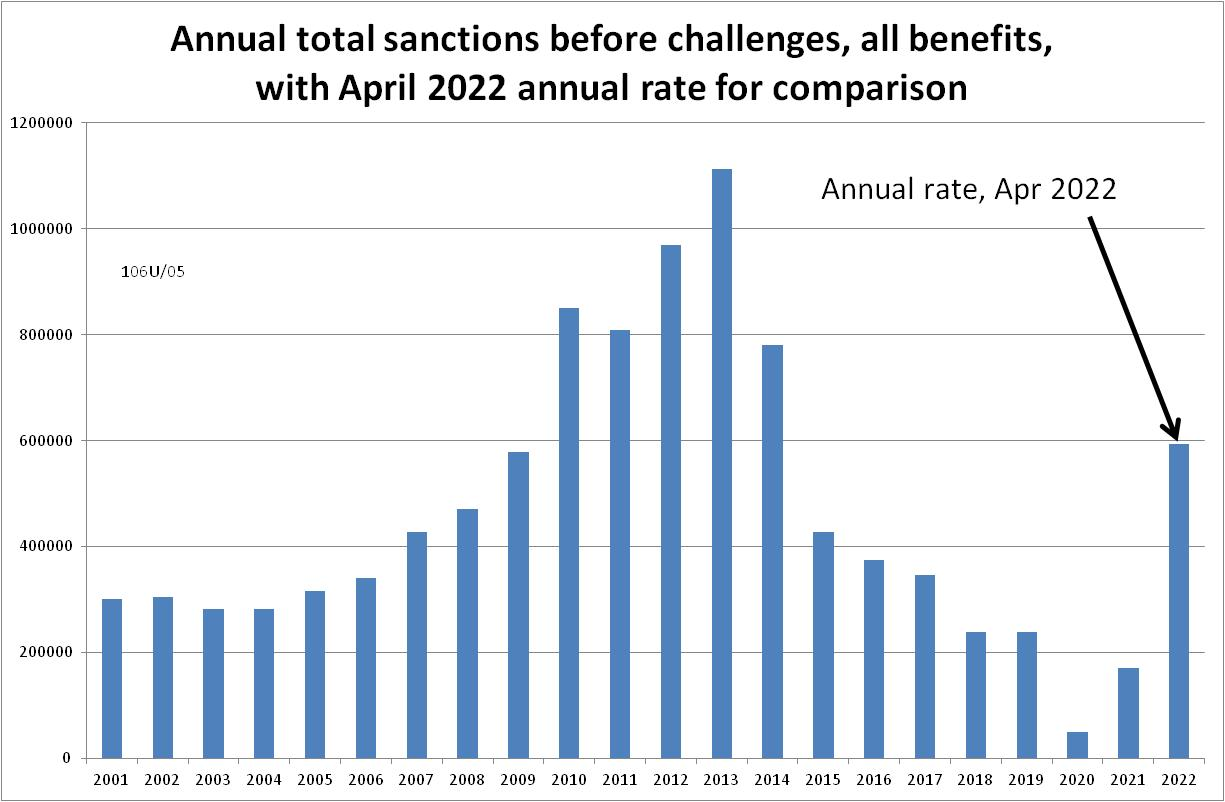 Annual total sanctions before challenges, all benefits,
with April 2022 annual rate for comparison
1200000
1000000
800000
600000
400000
200000
0
Annual rate, Apr 2022
106U/05
2001 2002 2003 2004 2005 2006 2007 2008 2009 2010 2011 2012 2013 2014 2015 2016 2017 2018 2019 2020 2021 2022